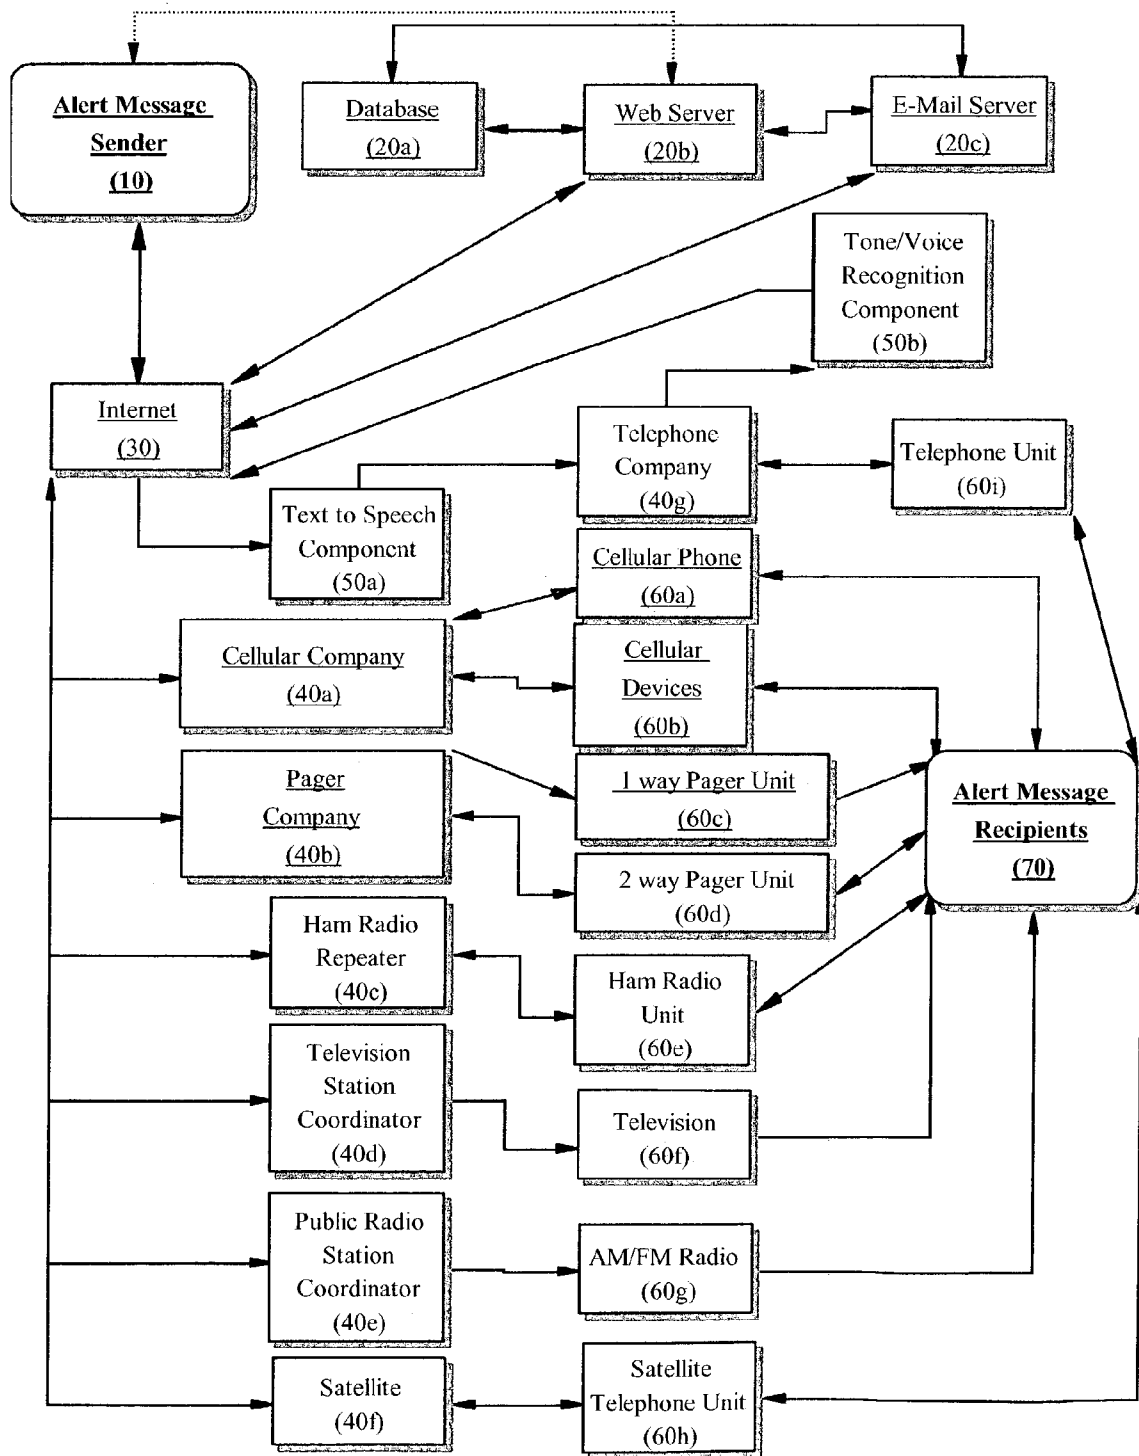 Alert Message
Sender
(10)
Database
(20a)
Web Server
(20b)
E-Mail Server
(20c)
Tone/Voice
Recognition
Component
(50b)
Internet
(30)
Telephone
Company
(40g)
Telephone Unit
(60i)
Text to Speech
Component
(50a)
Cellular Phone
(60a)
Cellular Company
(40a)
Cellular
Devices
(60b)
Pager
Company
(40b)
1 way Pager Unit
(60c)
Alert Message
Recipients
(70)
2 way Pager Unit
(60d)
Ham Radio
Repeater
(40c)
Ham Radio
Unit
(60e)
Television
Station
Coordinator
(40d)
Television
(60f)
Public Radio
Station
Coordinator
(40e)
AM/FM Radio
(60g)
Satellite
(40f)
Satellite
Telephone Unit
(60h)